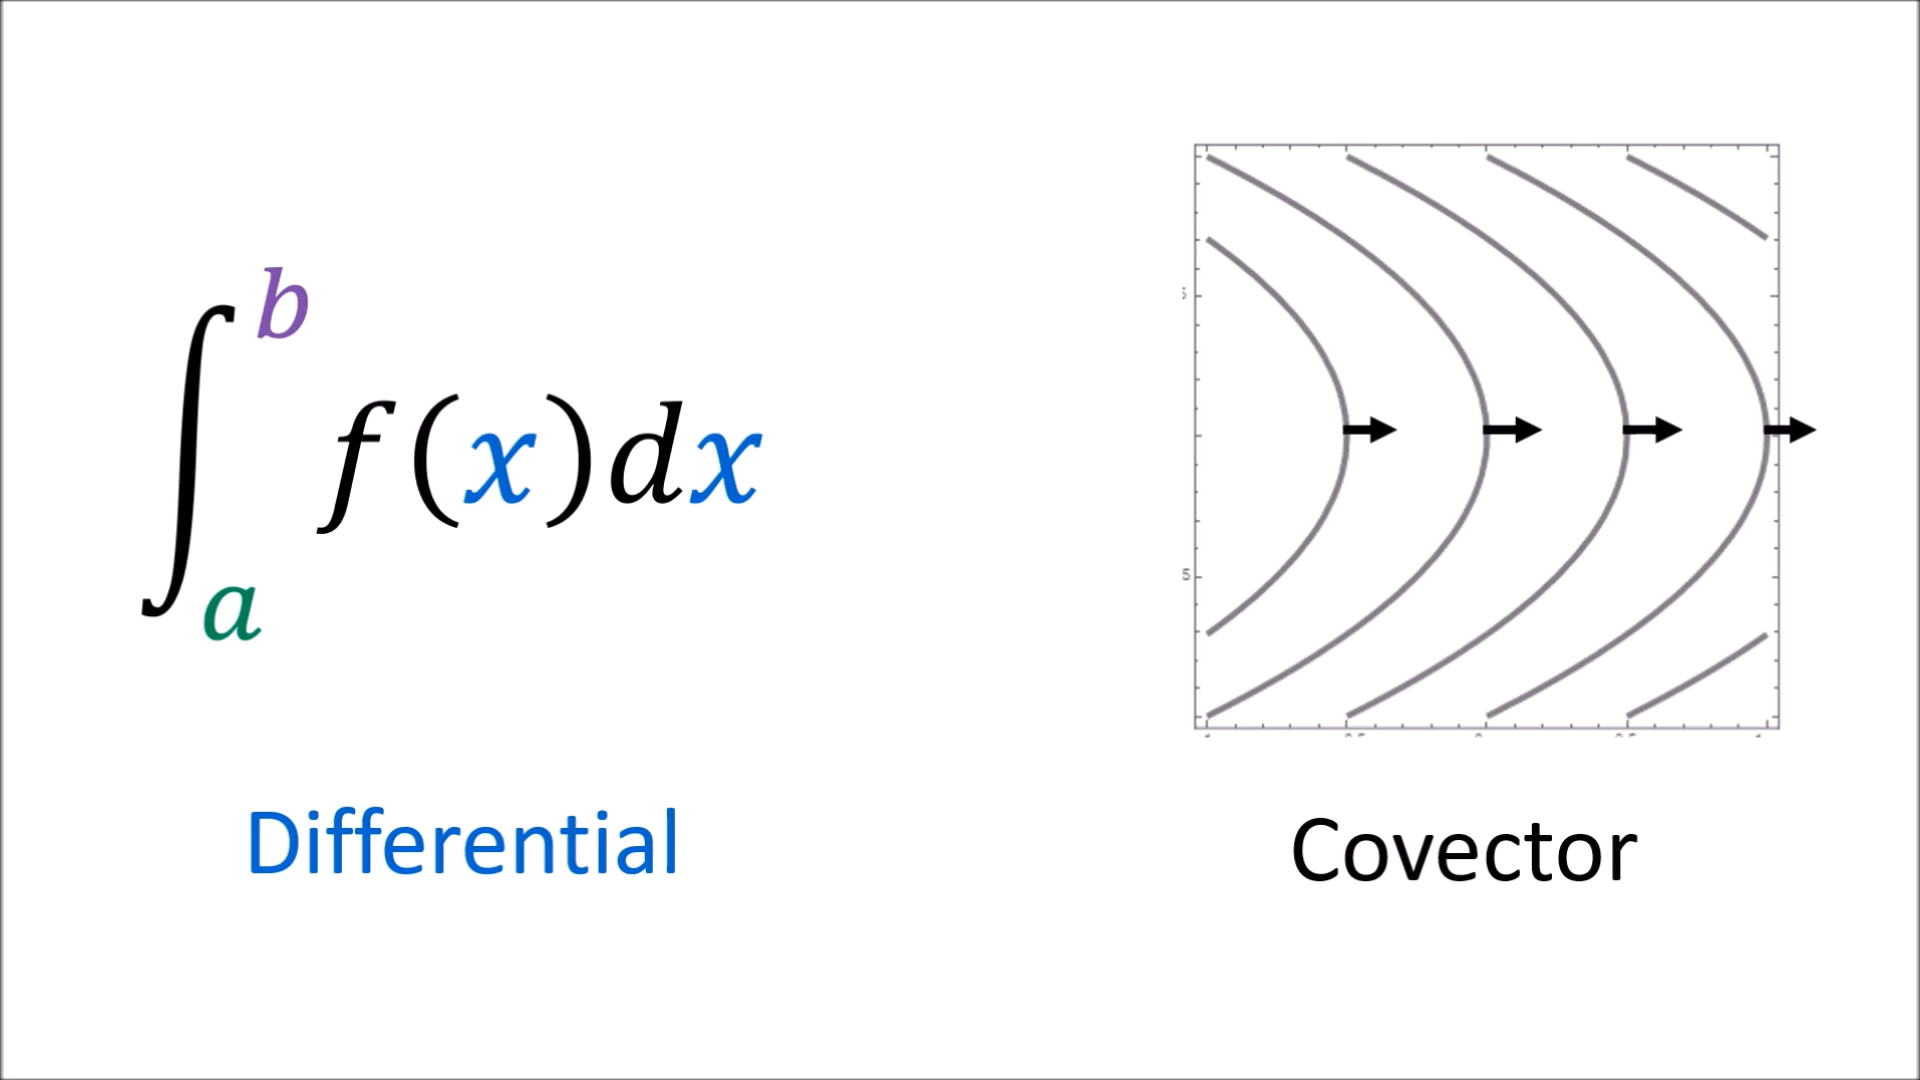 ∫ₐᵇ f(x)dx
Differential
Covector